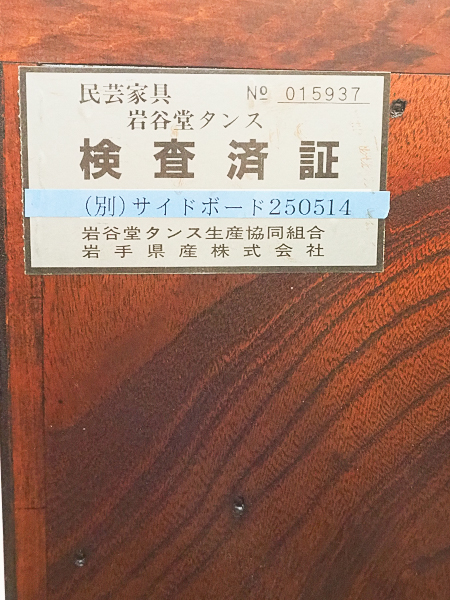 民芸家具 № 015937
岩谷堂タンス
検査済証
(別)サイドボード250514
岩谷堂タンス生産協同組合
岩手県産株式会社